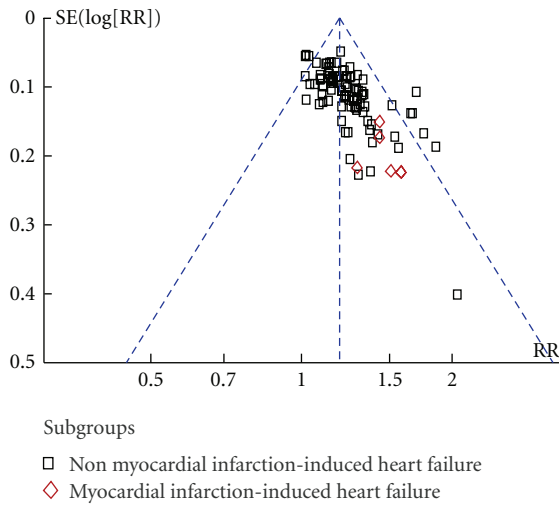 SE(log[RR])
0
0.1
0.2
0.3
0.4
0.5
RR
0.5 0.7 1 1.5 2
Subgroups
Non myocardial infarction-induced heart failure
Myocardial infarction-induced heart failure